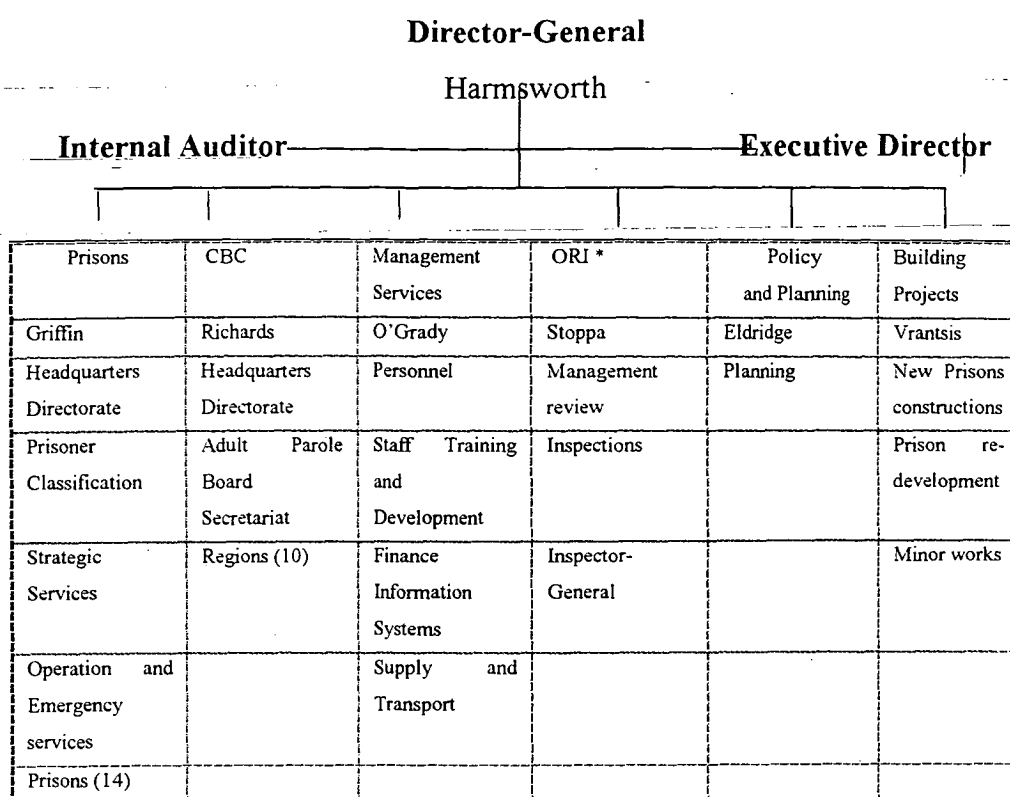 Director-General
Harmsworth
Internal Auditor Executive Director
Prisons CBC Management ORI * Policy Building
Services and Planning Projects
Griffin Richards O'Grady Stoppa Eldridge Vrantsis
Headquarters Headquarters Personnel Management Planning New Prisons
Directorate Directorate review constructions
Prisoner Adult Parole Staff Training Inspections Prison re-
Classification Board and development
Secretariat Development
Strategic Regions (10) Finance Inspector- Minor works
Services Information General
Systems
Operation and Supply and
Emergency Transport
services
Prisons (14)